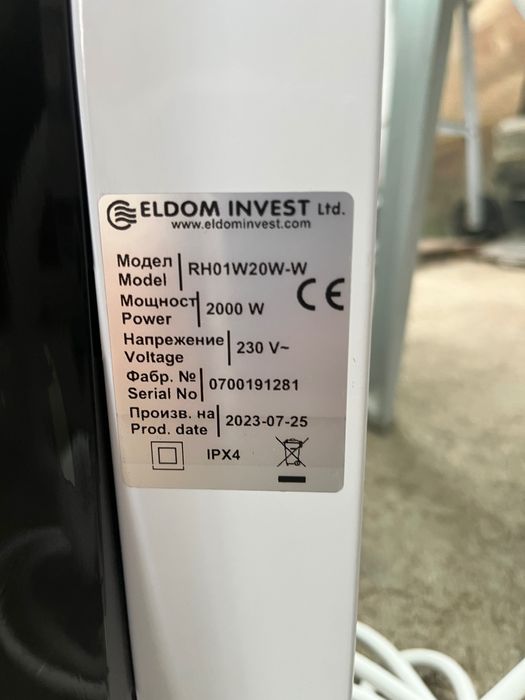 ELDOM INVEST Ltd.
www.eldominvest.com
Модел
Model
RH01W20W-W
Мощност
Power
2000 W
Напрежение
Voltage
230 V~
Фабр. №
Serial No
0700191281
Произв. на
Prod. date
2023-07-25
CE
IPX4